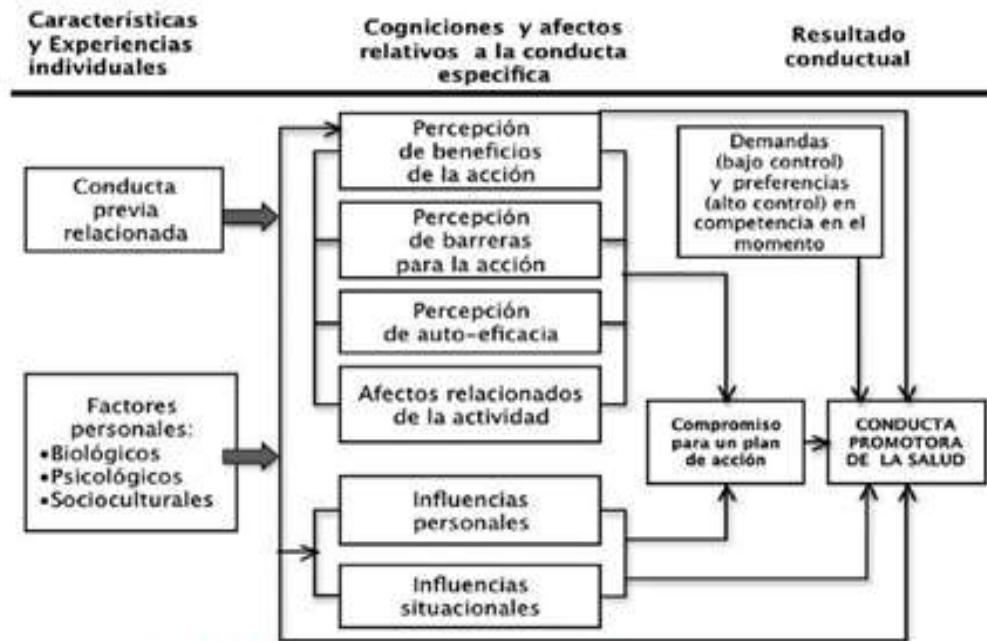 Características
y Experiencias
individuales
Cogniciones y afectos
relativos a la conducta
especifica
Resultado
conductual
Conducta
previa
relacionada
Factores
personales:
•Biológicos
•Psicológicos
•Socioculturales
Percepción
de beneficios
de la acción
Percepción
de barreras
para la acción
Percepción
de auto-eficacia
Afectos relacionados
de la actividad
Influencias
personales
Influencias
situacionales
Demandas
(bajo control)
y preferencias
(alto control) en
competencia en el
momento
Compromiso
para un plan
de acción
CONDUCTA
PROMOTORA
DE LA SALUD